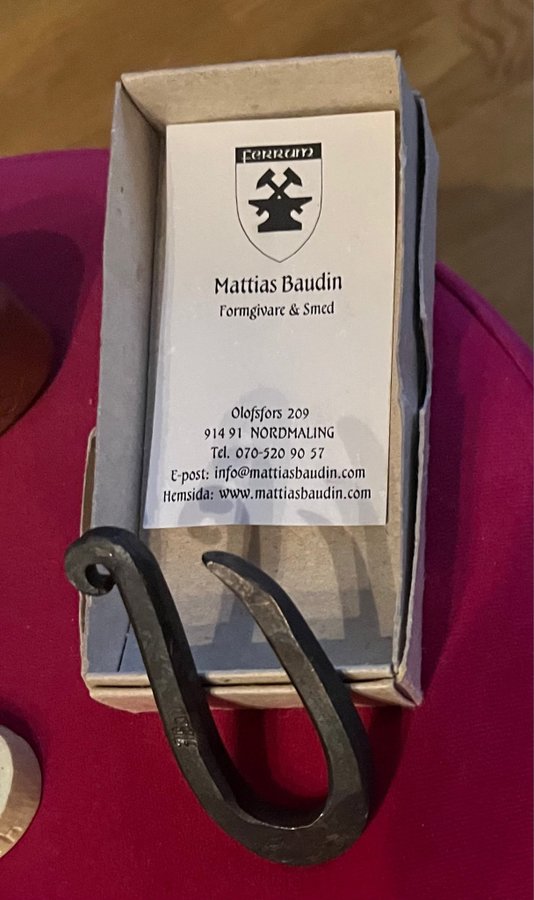 FERRUM
Mattias Baudin
Formgivare & Smed
Olofsfors 209
914 91 NORDMALING
Tel. 070-520 90 57
E-post: info@mattiasbaudin.com
Hemsida: www.mattiasbaudin.com